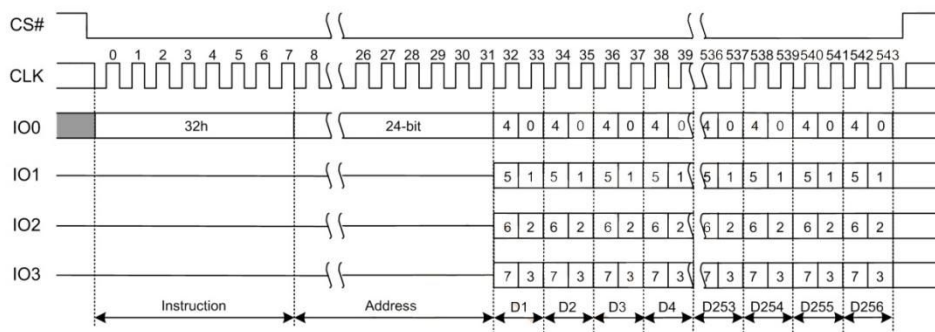 CS#
0 1 2 3 4 5 6 7 8 26 27 28 29 30 31 32 33 34 35 36 37 38 39 536 537 538 539 540 541 542 543
CLK
IO0 32h 24-bit 4 0 4 0 4 0 4 0 4 0 4 0 4 0 4 0
IO1 5 1 5 1 5 1 5 1 5 1 5 1 5 1 5 1
IO2 6 2 6 2 6 2 6 2 6 2 6 2 6 2 6 2
IO3 7 3 7 3 7 3 7 3 7 3 7 3 7 3 7 3
Instruction Address D1 D2 D3 D4 D253 D254 D255 D256